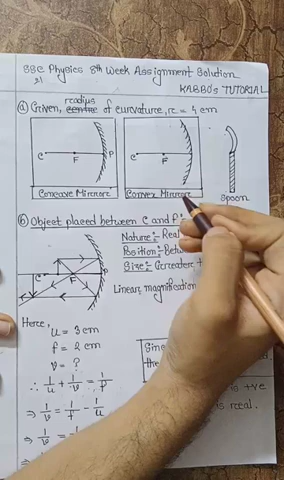 SSC Physics 8th Week Assignment Solution
21
KABBO'S TUTORIAL
ⓐ Given, centre radius of curvature, r = 4 cm
C F P
Concave Mirror
C F
Convex Mirror
Spoon
ⓑ Object placed between C and F:
Nature:- Real
Position:-
Size:- Greater
Linear magnification
C F P
Here,
u = 3 cm
f = 2 cm
v = ?
∴ 1/u + 1/v = 1/f
⇒ 1/v = 1/f - 1/u
⇒ 1/v =
is +ve
is real.